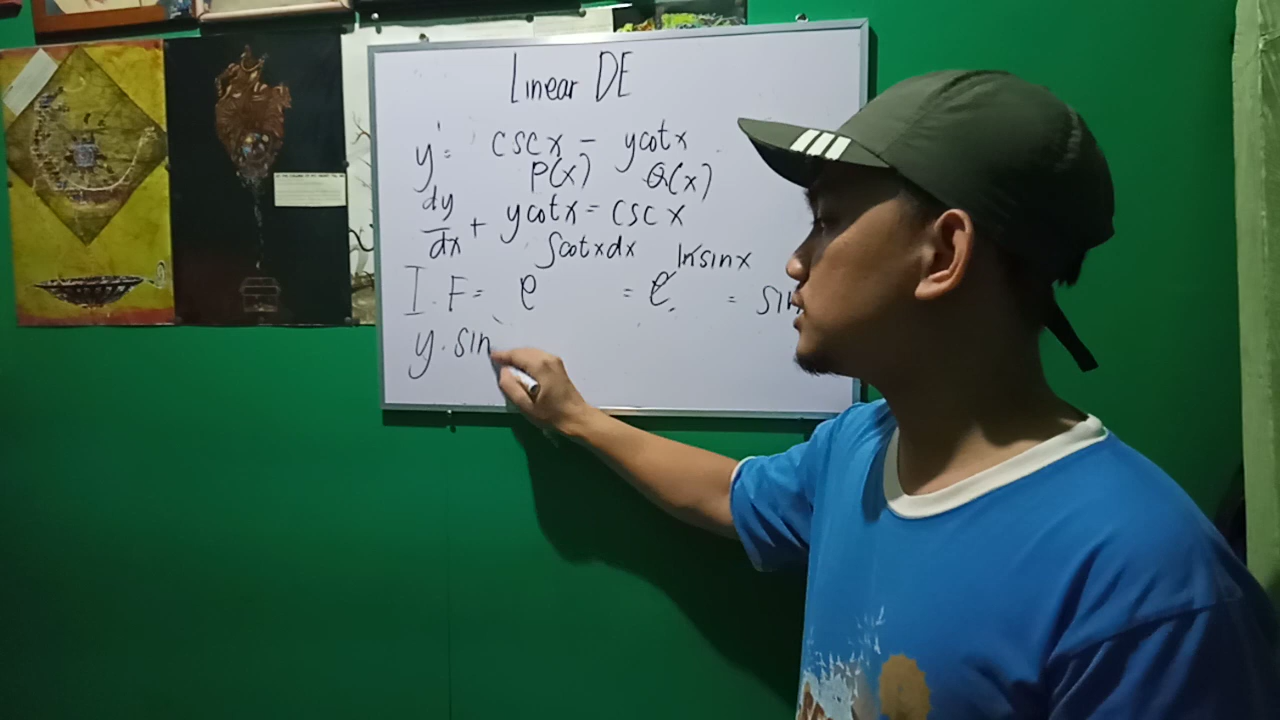 Linear DE
y' = csc x - y cot x
P(x) Q(x)
dy/dx + y cot x = csc x
I.F = e^∫cot x dx = e^ln sin x = sin
y. sin